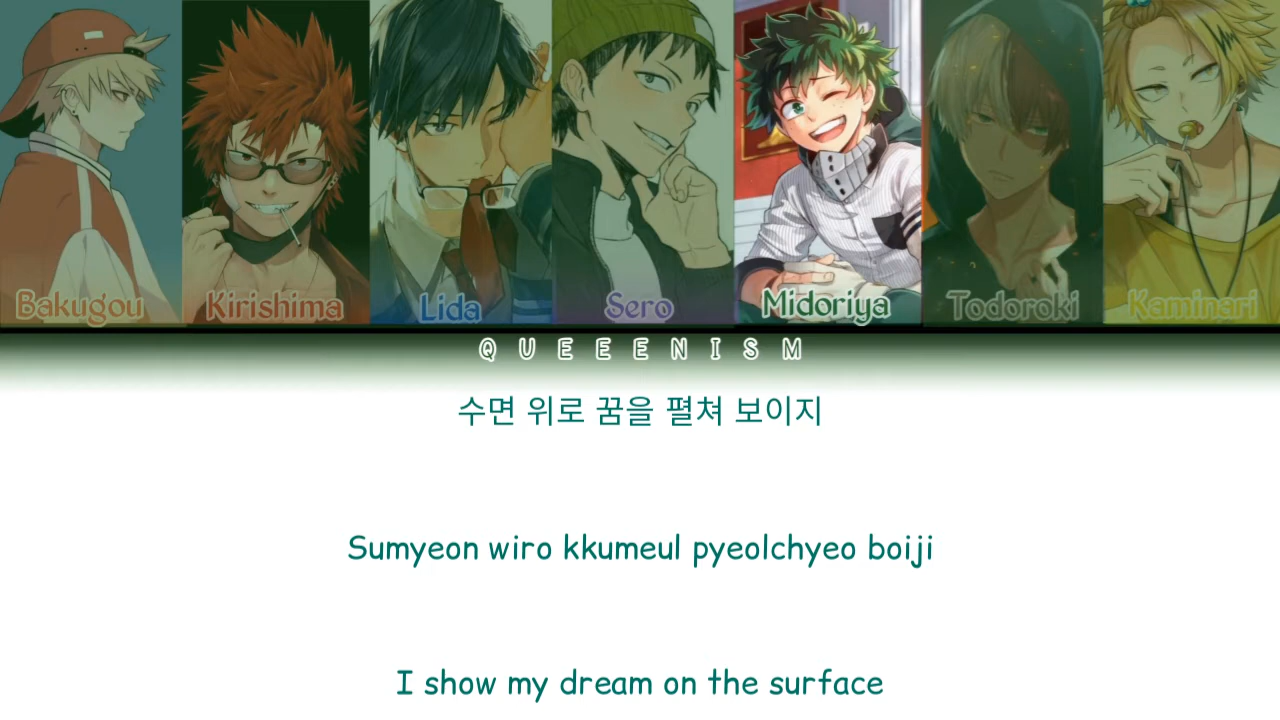 Bakugou Kirishima Lida Sero Midoriya Todoroki Kaminari
QUEEENISM
수면 위로 꿈을 펼쳐 보이지
Sumyeon wiro kkumeul pyeolchyeo boiji
I show my dream on the surface